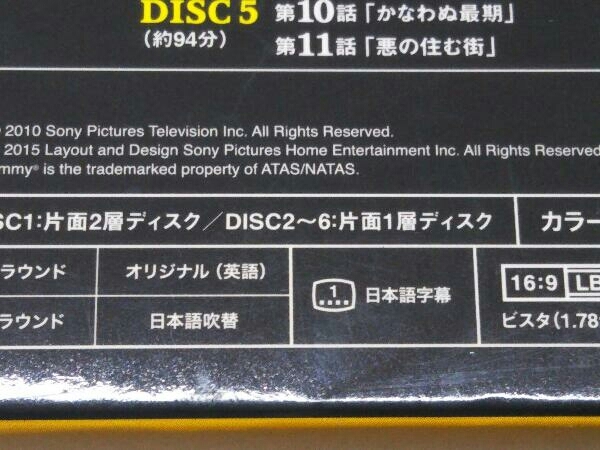 DISC 5 第10話「かなわぬ最期」
(約94分) 第11話「悪の住む街」
2010 Sony Pictures Television Inc. All Rights Reserved.
2015 Layout and Design Sony Pictures Home Entertainment Inc. All Rights Reserved.
mmy® is the trademarked property of ATAS/NATAS.
SC1:片面2層ディスク/DISC2〜6:片面1層ディスク カラー
ラウンド オリジナル(英語) 1 日本語字幕 16:9 LB
ラウンド 日本語吹替 ビスタ(1.78